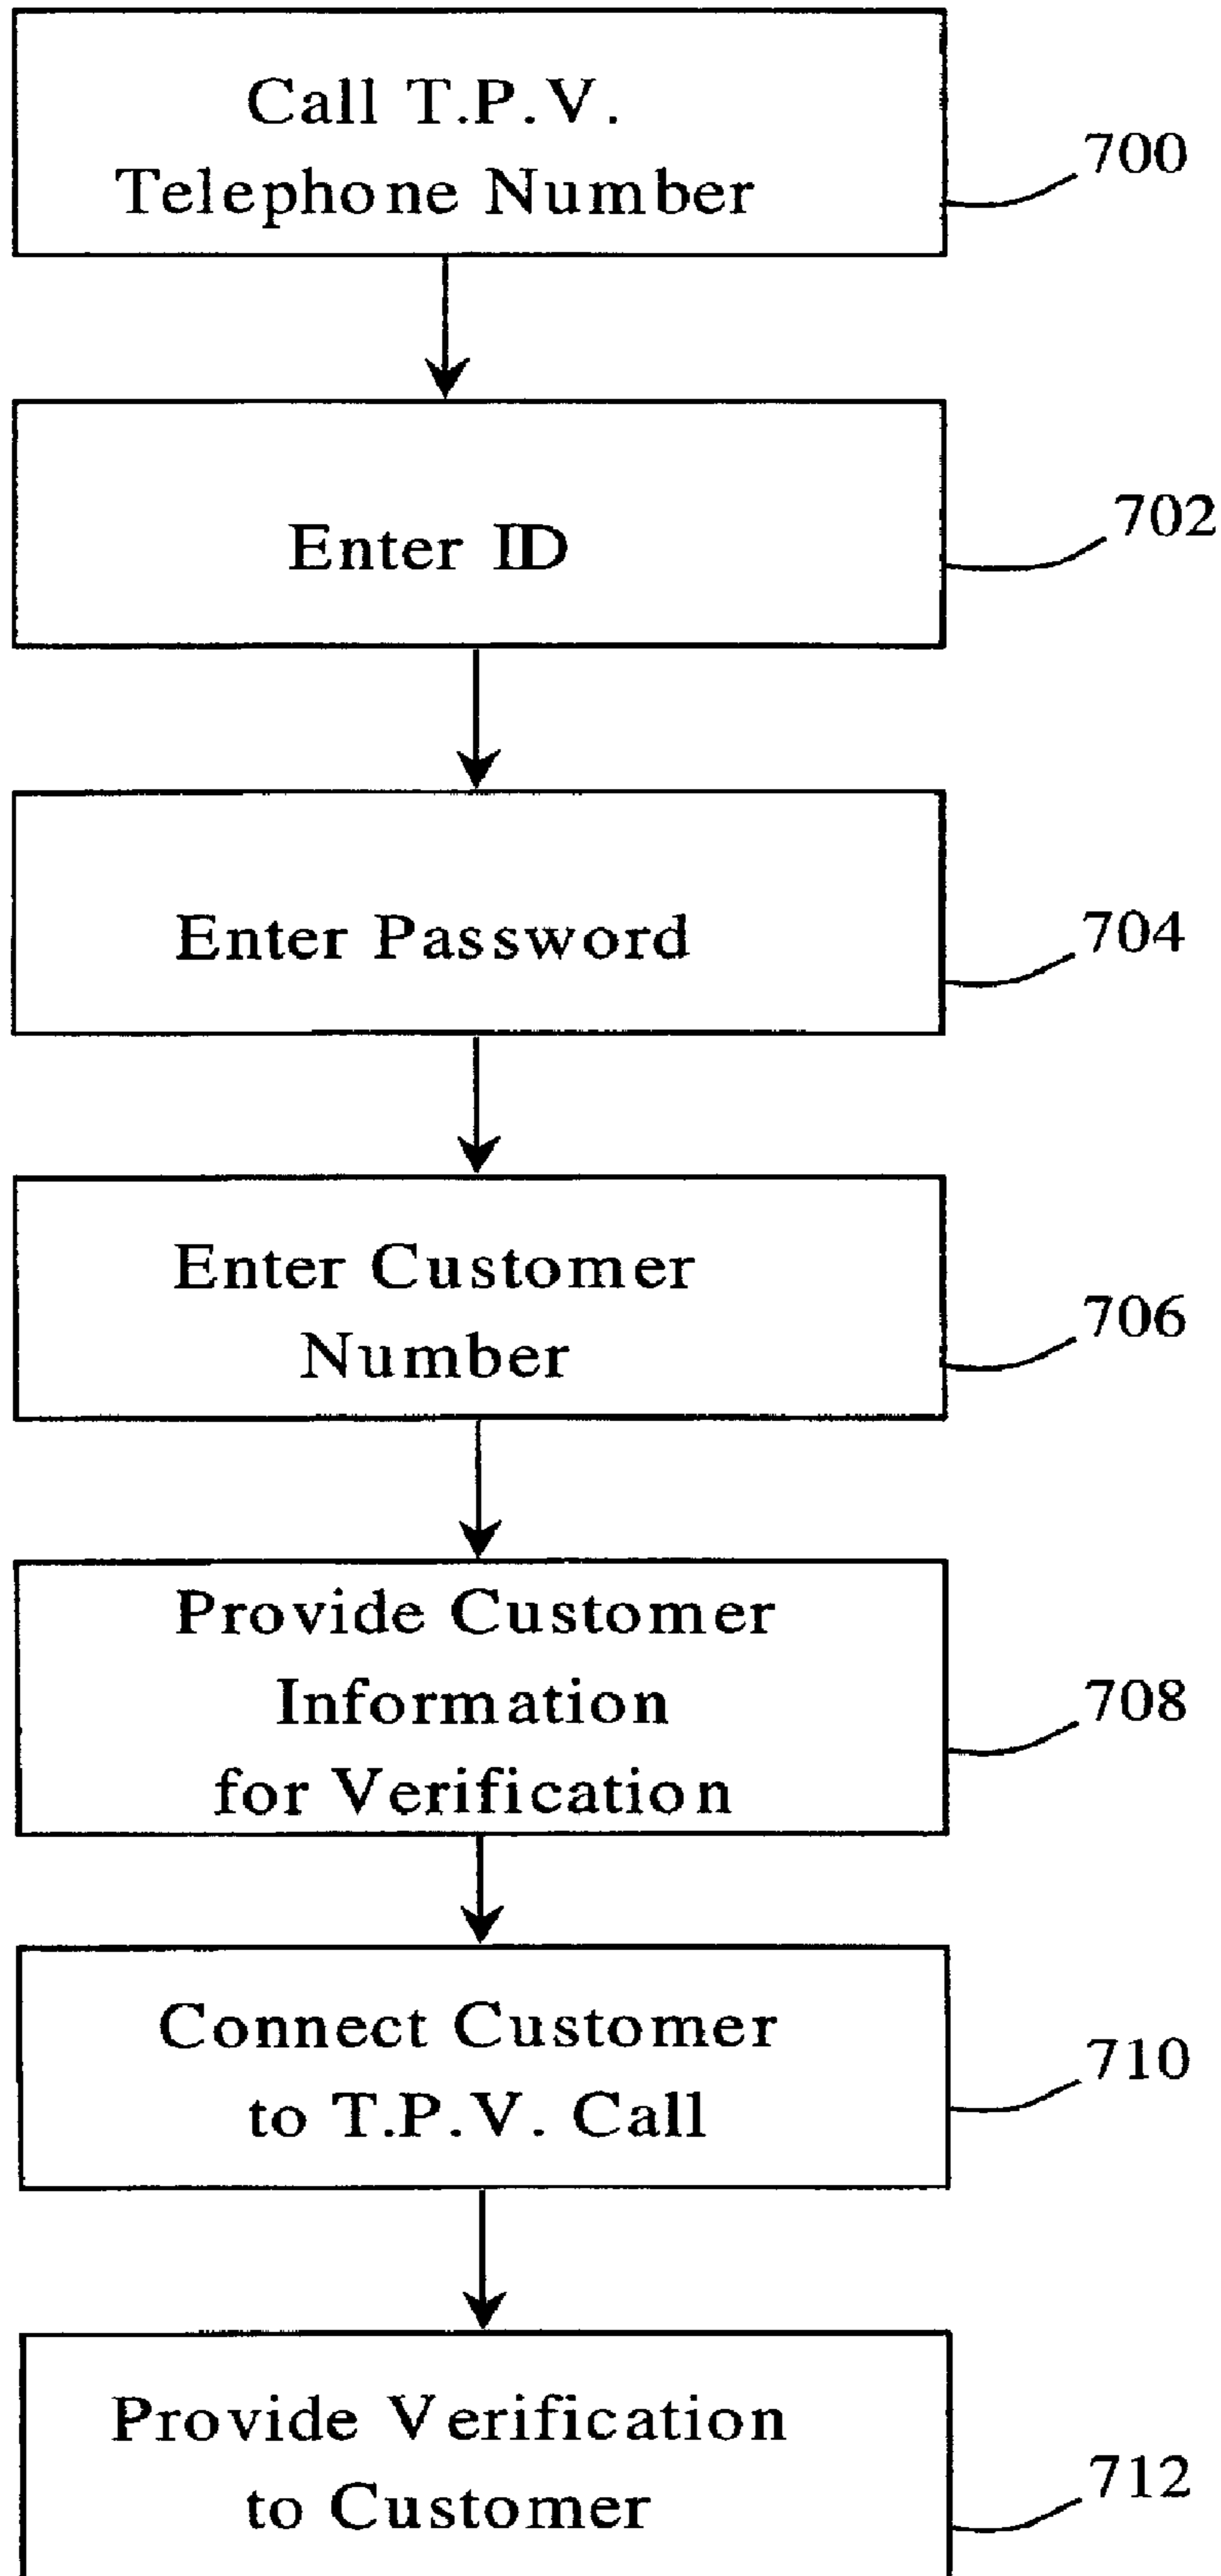 Call T.P.V.
Telephone Number
700
Enter ID
702
Enter Password
704
Enter Customer
Number
706
Provide Customer
Information
for Verification
708
Connect Customer
to T.P.V. Call
710
Provide Verification
to Customer
712